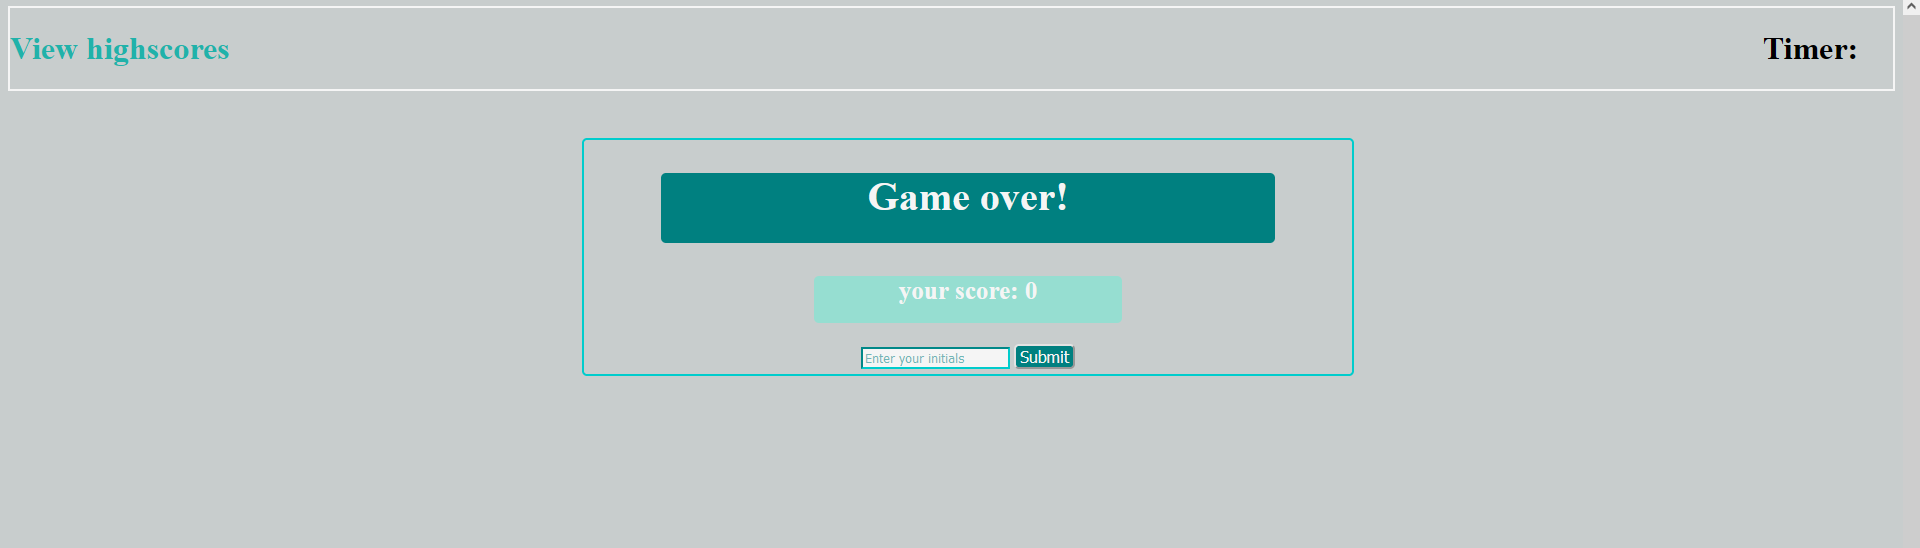 View highscores
Timer:
Game over!
your score: 0
Enter your initials
Submit